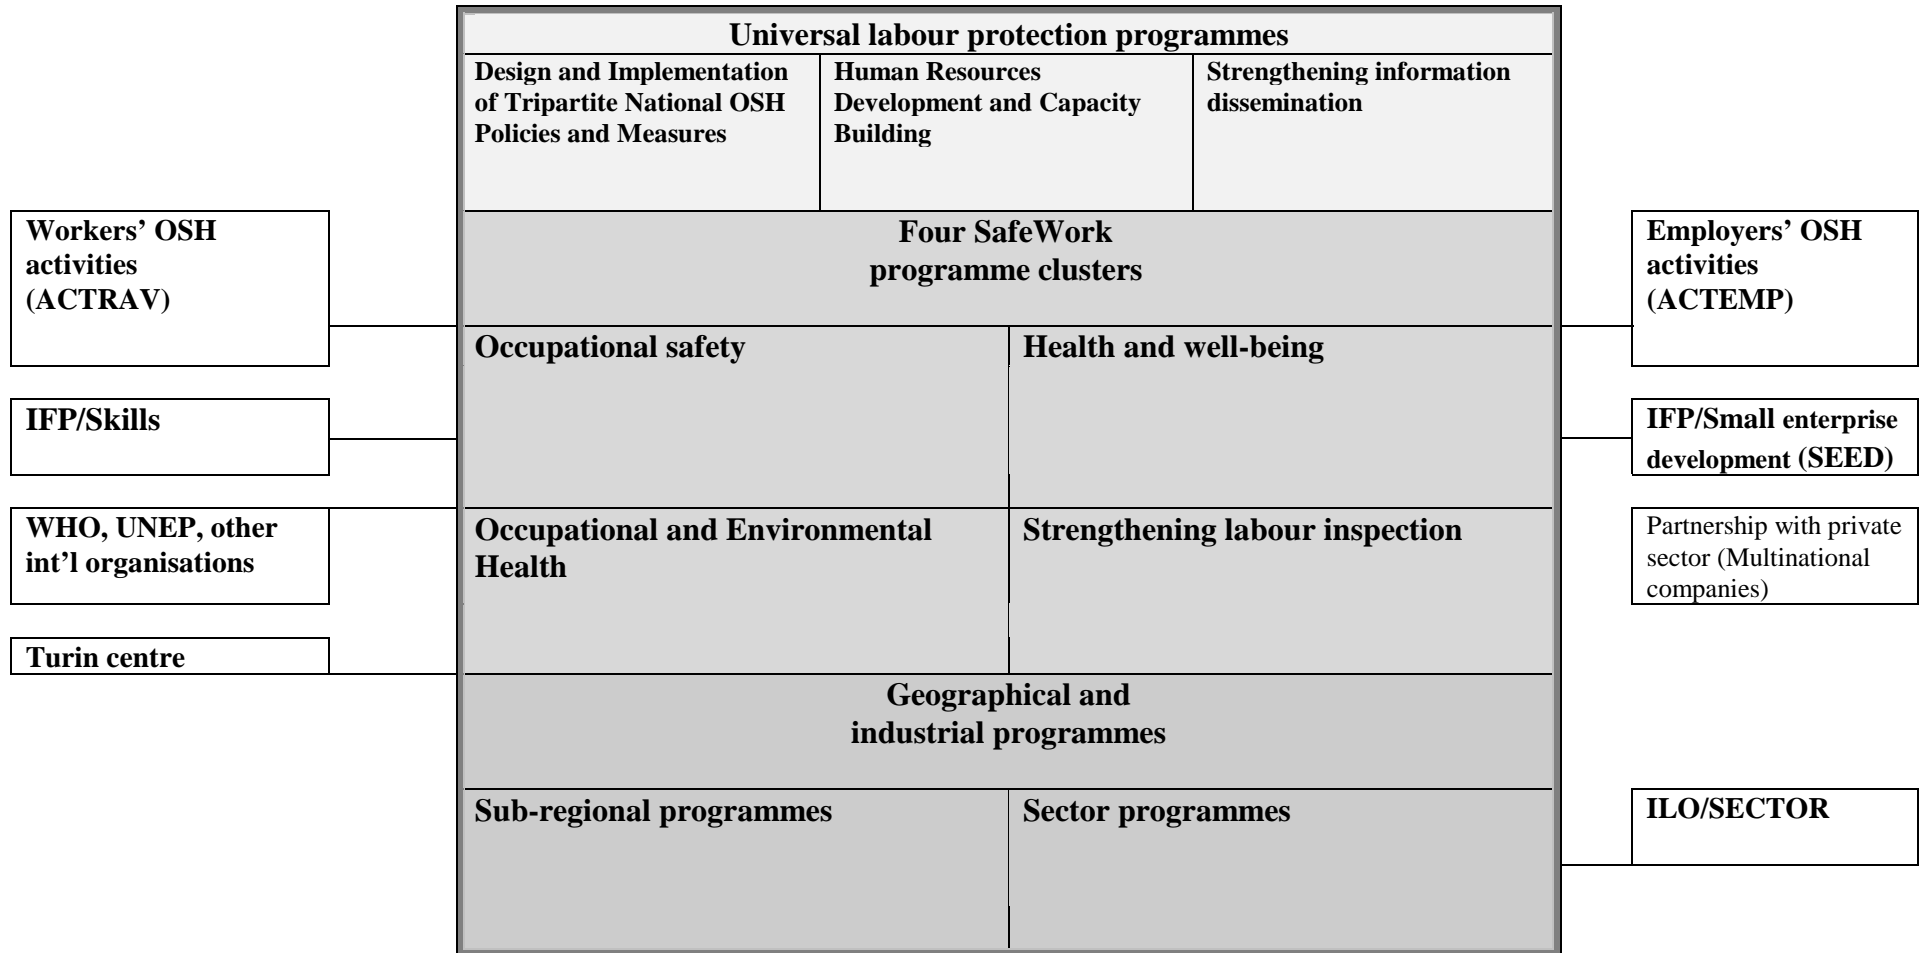 Universal labour protection programmes
Design and Implementation
of Tripartite National OSH
Policies and Measures
Human Resources
Development and Capacity
Building
Strengthening information
dissemination
Workers’ OSH
activities
(ACTRAV)
Four SafeWork
programme clusters
Employers’ OSH
activities
(ACTEMP)
Occupational safety
Health and well-being
IFP/Skills
IFP/Small enterprise
development (SEED)
WHO, UNEP, other
int’l organisations
Occupational and Environmental
Health
Strengthening labour inspection
Partnership with private
sector (Multinational
companies)
Turin centre
Geographical and
industrial programmes
Sub-regional programmes
Sector programmes
ILO/SECTOR